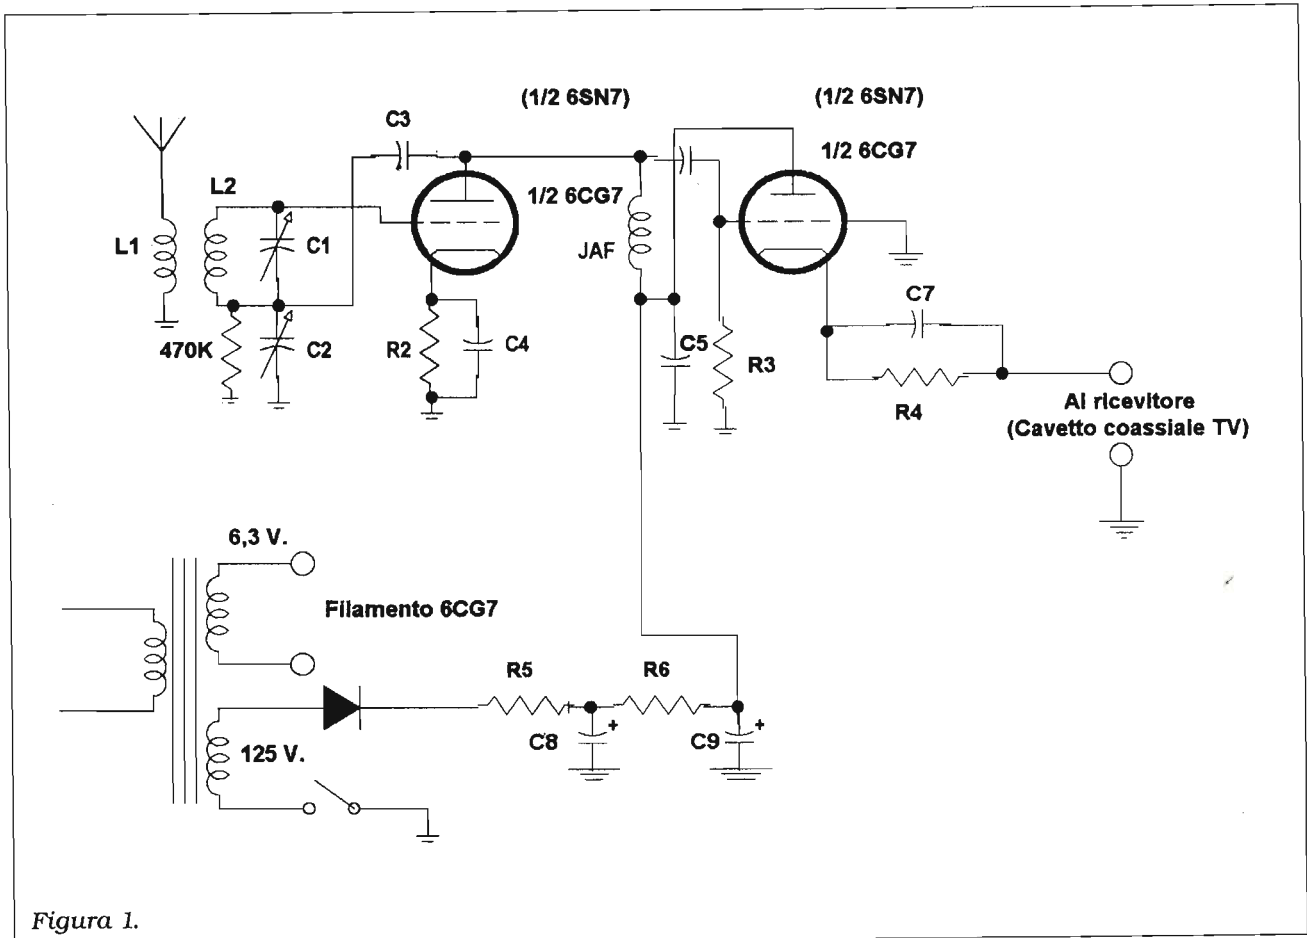 (1/2 6SN7)
(1/2 6SN7)
C3
1/2 6CG7
L2
1/2 6CG7
L1
C1
JAF
C7
470K
C2
R2
C4
C5
R3
R4
Al ricevitore
(Cavetto coassiale TV)
6,3 V.
Filamento 6CG7
R5
R6
+
+
C8
C9
125 V.
Figura 1.